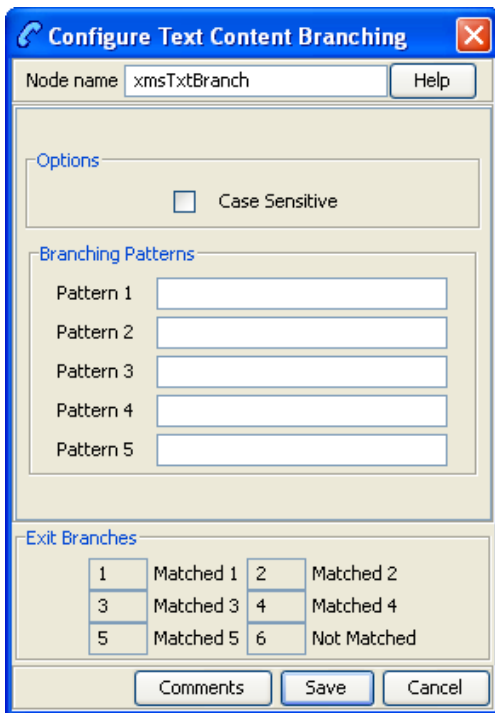 Configure Text Content Branching
Node name xmsTxtBranch Help
Options
Case Sensitive
Branching Patterns
Pattern 1
Pattern 2
Pattern 3
Pattern 4
Pattern 5
Exit Branches
1 Matched 1 2 Matched 2
3 Matched 3 4 Matched 4
5 Matched 5 6 Not Matched
Comments Save Cancel